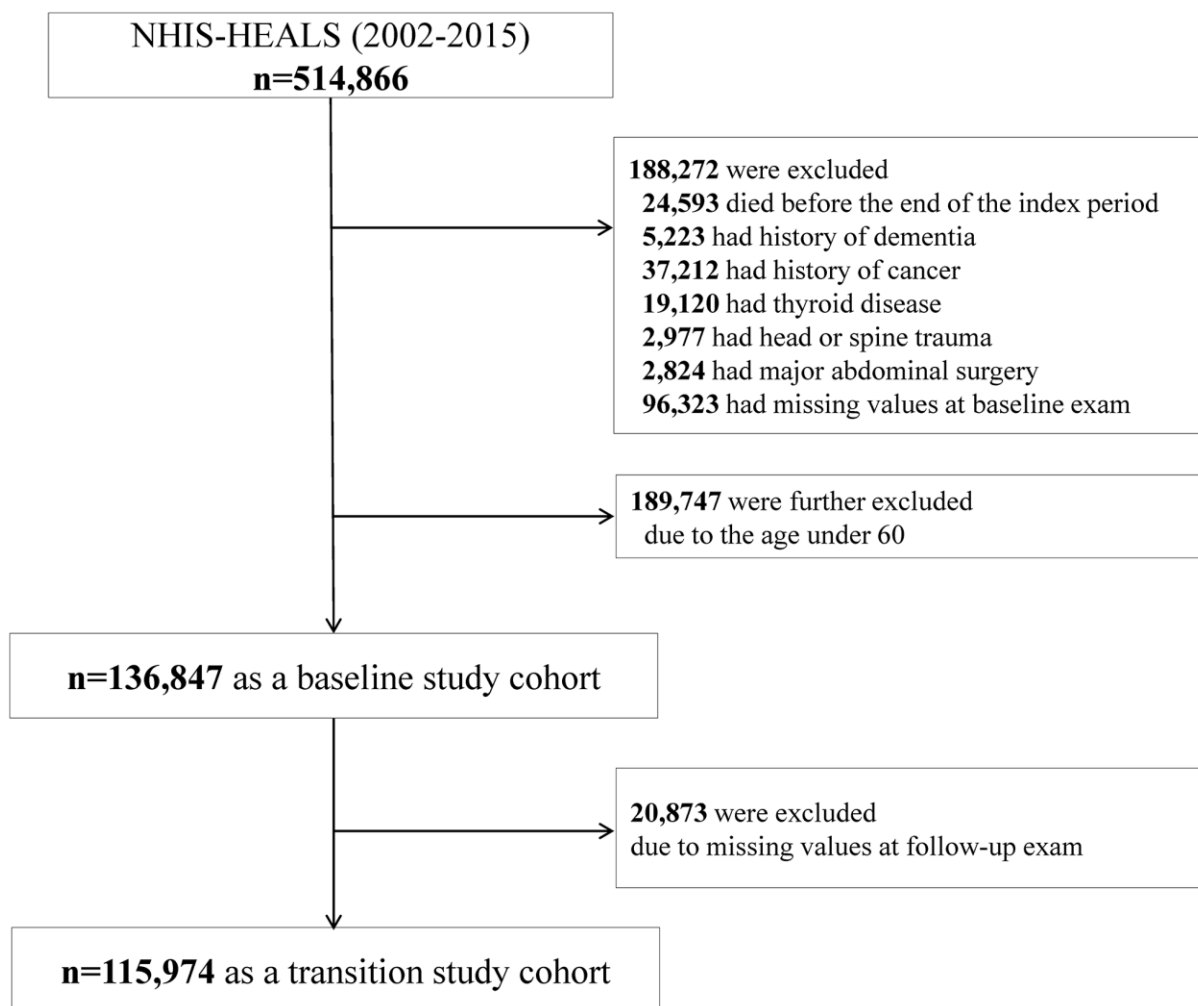 NHIS-HEALS (2002-2015)
n=514,866
188,272 were excluded
24,593 died before the end of the index period
5,223 had history of dementia
37,212 had history of cancer
19,120 had thyroid disease
2,977 had head or spine trauma
2,824 had major abdominal surgery
96,323 had missing values at baseline exam
189,747 were further excluded
due to the age under 60
n=136,847 as a baseline study cohort
20,873 were excluded
due to missing values at follow-up exam
n=115,974 as a transition study cohort